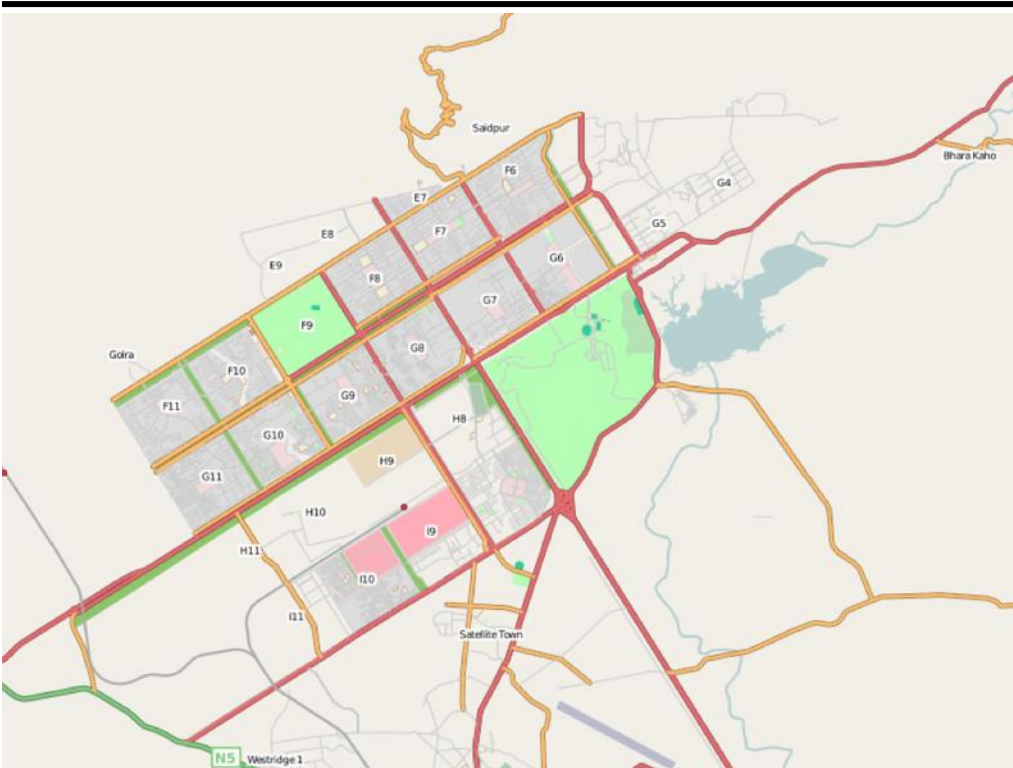 Saidpur
Bhara Kaho
F6
G4
E7
G5
F7
E8
G6
E9
F8
G7
F9
G8
Golra
F10
G9
F11
H8
G10
H9
G11
H10
I9
H11
I10
I11
Satellite Town
N5
Westridge 1